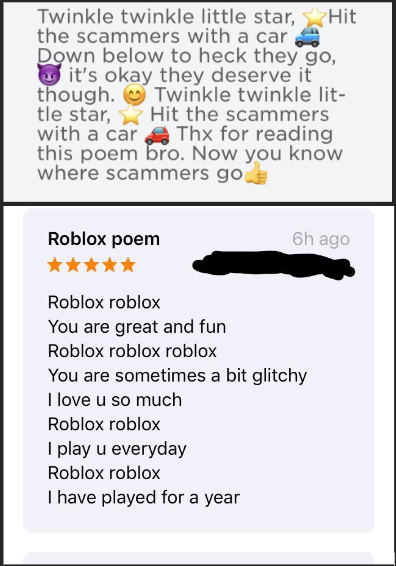 Twinkle twinkle little star, ⭐Hit
the scammers with a car 🚙
Down below to heck they go,
😈 it's okay they deserve it
though. 😊 Twinkle twinkle lit-
tle star, ⭐ Hit the scammers
with a car 🚗 Thx for reading
this poem bro. Now you know
where scammers go👍
Roblox poem 6h ago
★★★★★
Roblox roblox
You are great and fun
Roblox roblox roblox
You are sometimes a bit glitchy
I love u so much
Roblox roblox
I play u everyday
Roblox roblox
I have played for a year